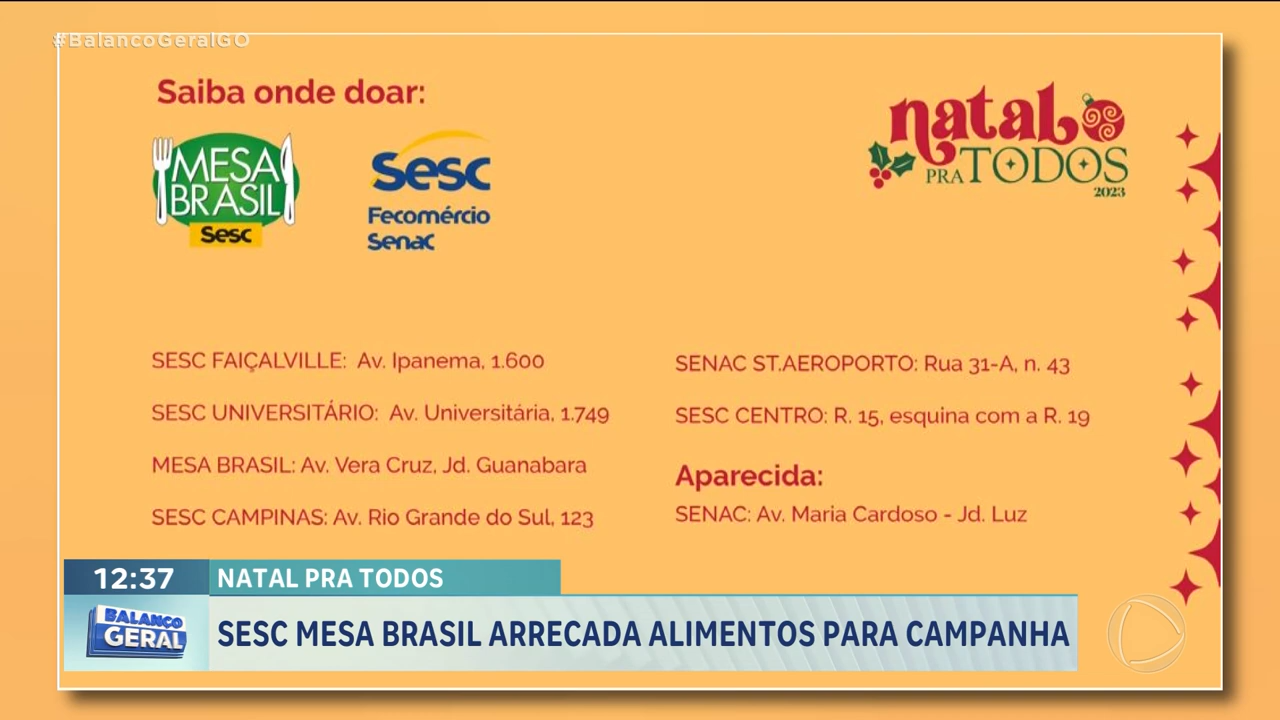 #BalancoGeralGO
Saiba onde doar:
MESA
BRASIL
Sesc
Sesc
Fecomércio
Senac
natal
PRA TODOS
2023
SESC FAIÇALVILLE: Av. Ipanema, 1.600
SESC UNIVERSITÁRIO: Av. Universitária, 1.749
MESA BRASIL: Av. Vera Cruz, Jd. Guanabara
SESC CAMPINAS: Av. Rio Grande do Sul, 123
SENAC ST.AEROPORTO: Rua 31-A, n. 43
SESC CENTRO: R. 15, esquina com a R. 19
Aparecida:
SENAC: Av. Maria Cardoso - Jd. Luz
12:37
NATAL PRA TODOS
BALANÇO
GERAL
SESC MESA BRASIL ARRECADA ALIMENTOS PARA CAMPANHA